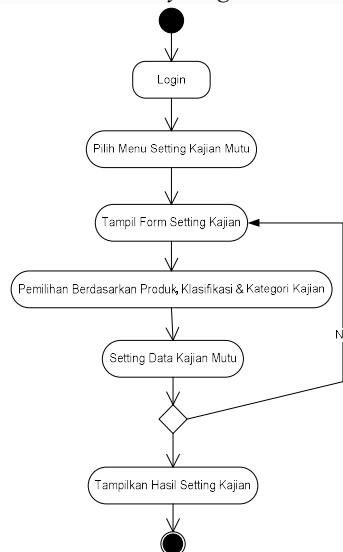 Login
Pilih Menu Setting Kajian Mutu
Tampil Form Setting Kajian
Pemilihan Berdasarkan Produk, Klasifikasi & Kategori Kajian
N
Setting Data Kajian Mutu
Tampilkan Hasil Setting Kajian